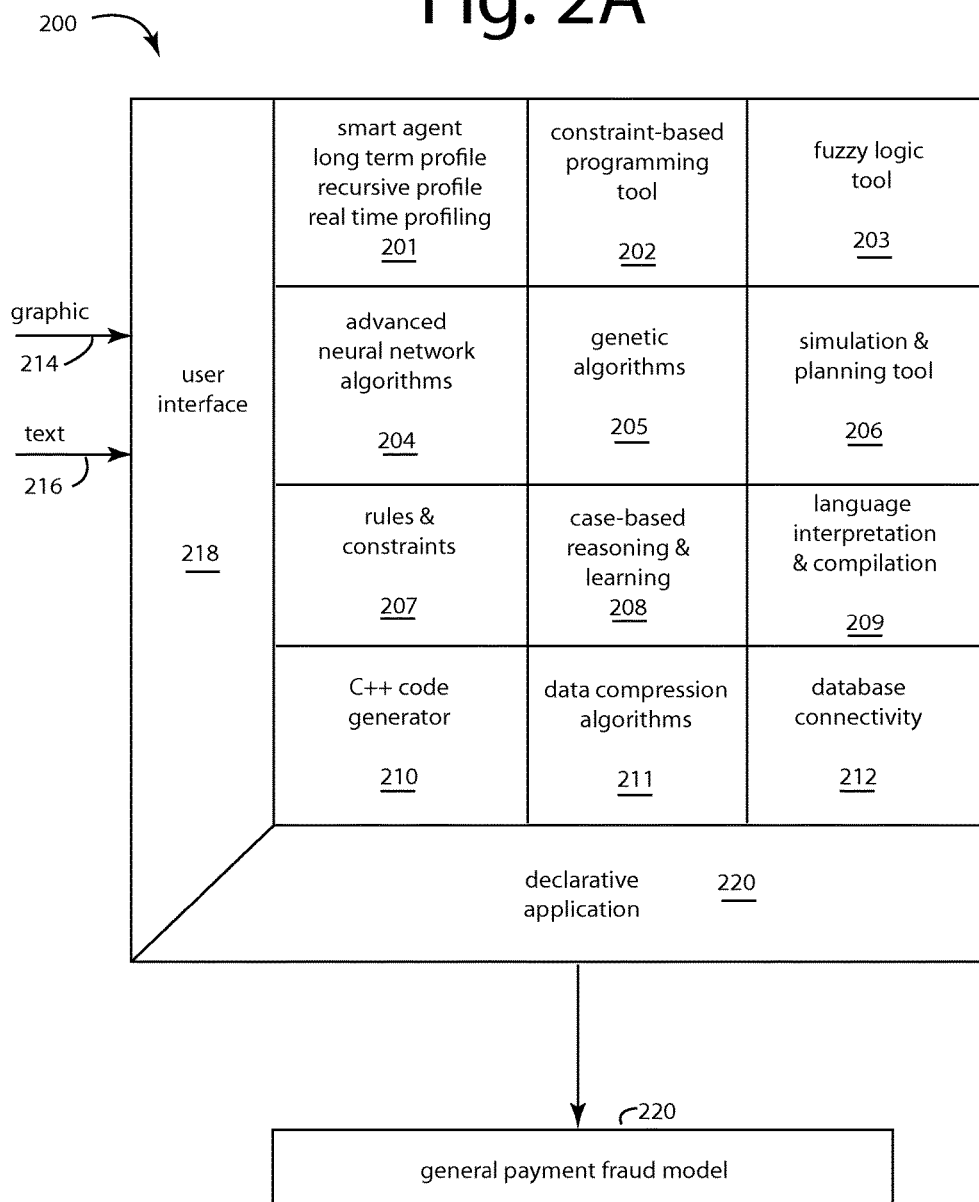 Fig. 2A
200
smart agent
long term profile
recursive profile
real time profiling
201
constraint-based
programming
tool
202
fuzzy logic
tool
203
graphic
214
text
216
user
interface
218
advanced
neural network
algorithms
204
genetic
algorithms
205
simulation &
planning tool
206
rules &
constraints
207
case-based
reasoning &
learning
208
language
interpretation
& compilation
209
C++ code
generator
210
data compression
algorithms
211
database
connectivity
212
declarative
application
220
220
general payment fraud model